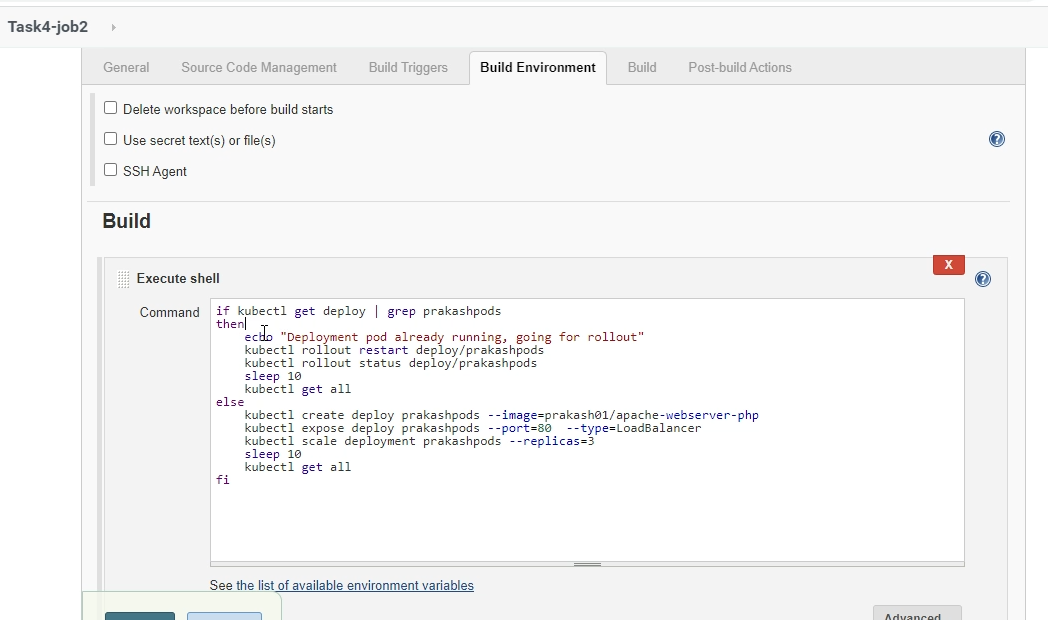 Task4-job2
General Source Code Management Build Triggers Build Environment Build Post-build Actions
Delete workspace before build starts
Use secret text(s) or file(s)
SSH Agent
Build
X
Execute shell
Command
if kubectl get deploy | grep prakashpods
then
    echo "Deployment pod already running, going for rollout"
    kubectl rollout restart deploy/prakashpods
    kubectl rollout status deploy/prakashpods
    sleep 10
    kubectl get all
else
    kubectl create deploy prakashpods --image=prakash01/apache-webserver-php
    kubectl expose deploy prakashpods --port=80  --type=LoadBalancer
    kubectl scale deployment prakashpods --replicas=3
    sleep 10
    kubectl get all
fi
See the list of available environment variables
Advanced...